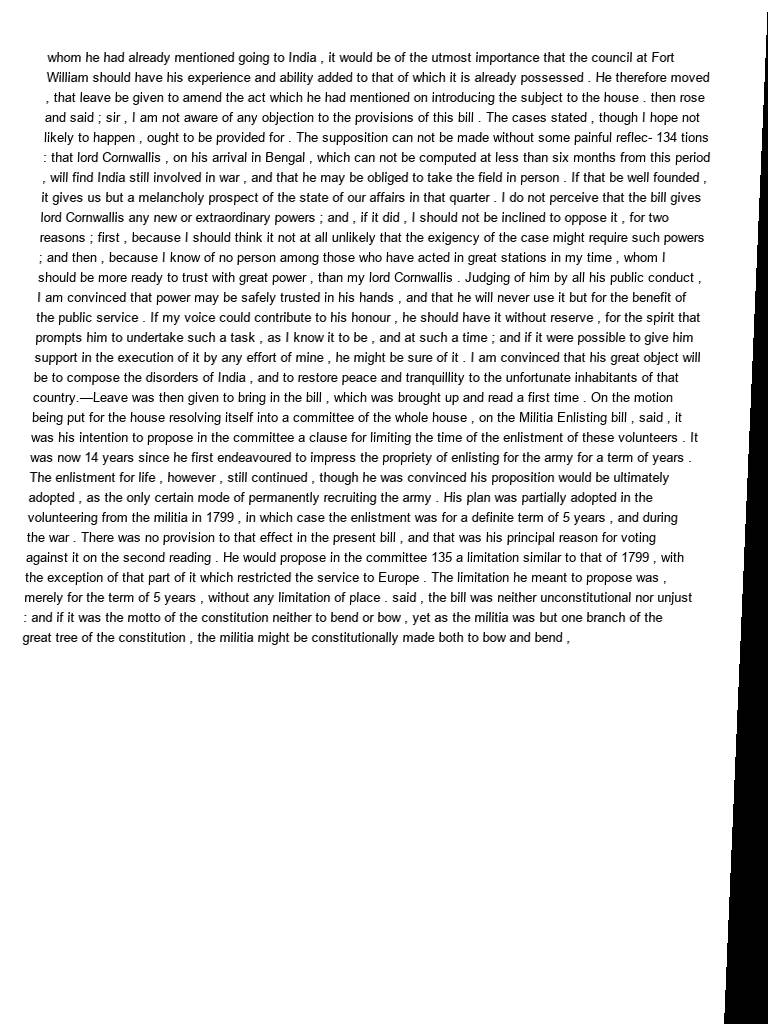 whom he had already mentioned going to India , it would be of the utmost importance that the council at Fort
William should have his experience and ability added to that of which it is already possessed . He therefore moved
, that leave be given to amend the act which he had mentioned on introducing the subject to the house . then rose
and said ; sir , I am not aware of any objection to the provisions of this bill . The cases stated , though I hope not
likely to happen , ought to be provided for . The supposition can not be made without some painful reflec- 134 tions
: that lord Cornwallis , on his arrival in Bengal , which can not be computed at less than six months from this period
, will find India still involved in war , and that he may be obliged to take the field in person . If that be well founded ,
it gives us but a melancholy prospect of the state of our affairs in that quarter . I do not perceive that the bill gives
lord Cornwallis any new or extraordinary powers ; and , if it did , I should not be inclined to oppose it , for two
reasons ; first , because I should think it not at all unlikely that the exigency of the case might require such powers
; and then , because I know of no person among those who have acted in great stations in my time , whom I
should be more ready to trust with great power , than my lord Cornwallis . Judging of him by all his public conduct ,
I am convinced that power may be safely trusted in his hands , and that he will never use it but for the benefit of
the public service . If my voice could contribute to his honour , he should have it without reserve , for the spirit that
prompts him to undertake such a task , as I know it to be , and at such a time ; and if it were possible to give him
support in the execution of it by any effort of mine , he might be sure of it . I am convinced that his great object will
be to compose the disorders of India , and to restore peace and tranquillity to the unfortunate inhabitants of that
country.—Leave was then given to bring in the bill , which was brought up and read a first time . On the motion
being put for the house resolving itself into a committee of the whole house , on the Militia Enlisting bill , said , it
was his intention to propose in the committee a clause for limiting the time of the enlistment of these volunteers . It
was now 14 years since he first endeavoured to impress the propriety of enlisting for the army for a term of years .
The enlistment for life , however , still continued , though he was convinced his proposition would be ultimately
adopted , as the only certain mode of permanently recruiting the army . His plan was partially adopted in the
volunteering from the militia in 1799 , in which case the enlistment was for a definite term of 5 years , and during
the war . There was no provision to that effect in the present bill , and that was his principal reason for voting
against it on the second reading . He would propose in the committee 135 a limitation similar to that of 1799 , with
the exception of that part of it which restricted the service to Europe . The limitation he meant to propose was ,
merely for the term of 5 years , without any limitation of place . said , the bill was neither unconstitutional nor unjust
: and if it was the motto of the constitution neither to bend or bow , yet as the militia was but one branch of the
great tree of the constitution , the militia might be constitutionally made both to bow and bend ,